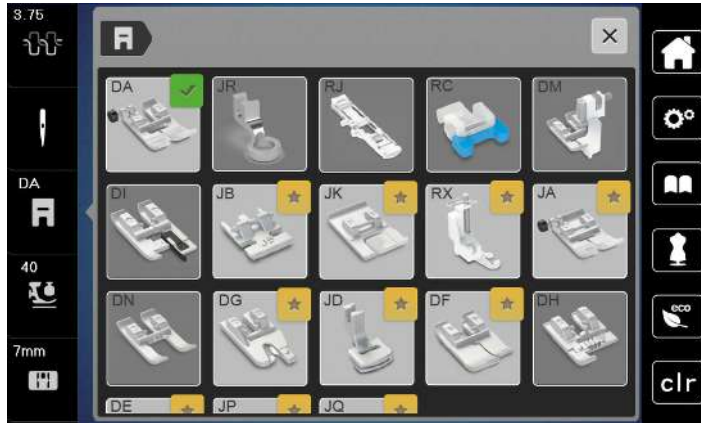 3.75
DA
40
7mm
DA JR RJ RC DM
DI JB JK RX JA
DN DG JD DF DH
DE JP JQ
eco
clr